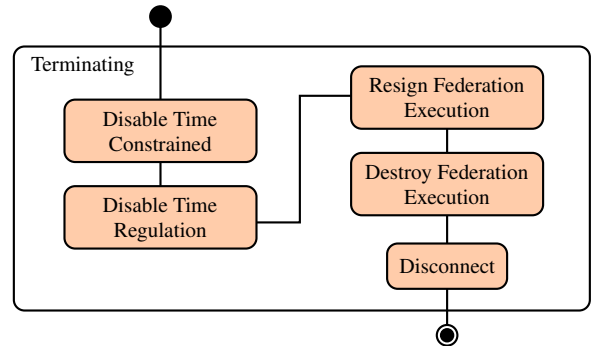 Terminating
Disable Time
Constrained
Disable Time
Regulation
Resign Federation
Execution
Destroy Federation
Execution
Disconnect